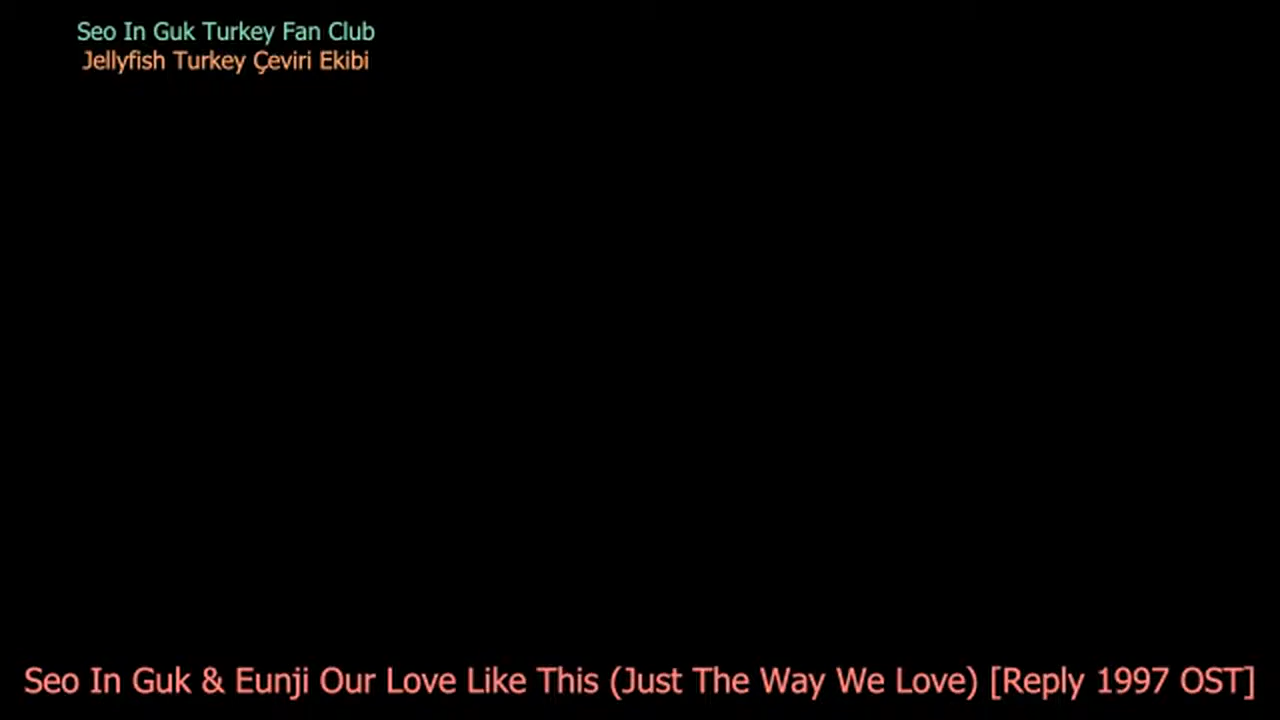 Seo In Guk Turkey Fan Club
Jellyfish Turkey Çeviri Ekibi
Seo In Guk & Eunji Our Love Like This (Just The Way We Love) [Reply 1997 OST]